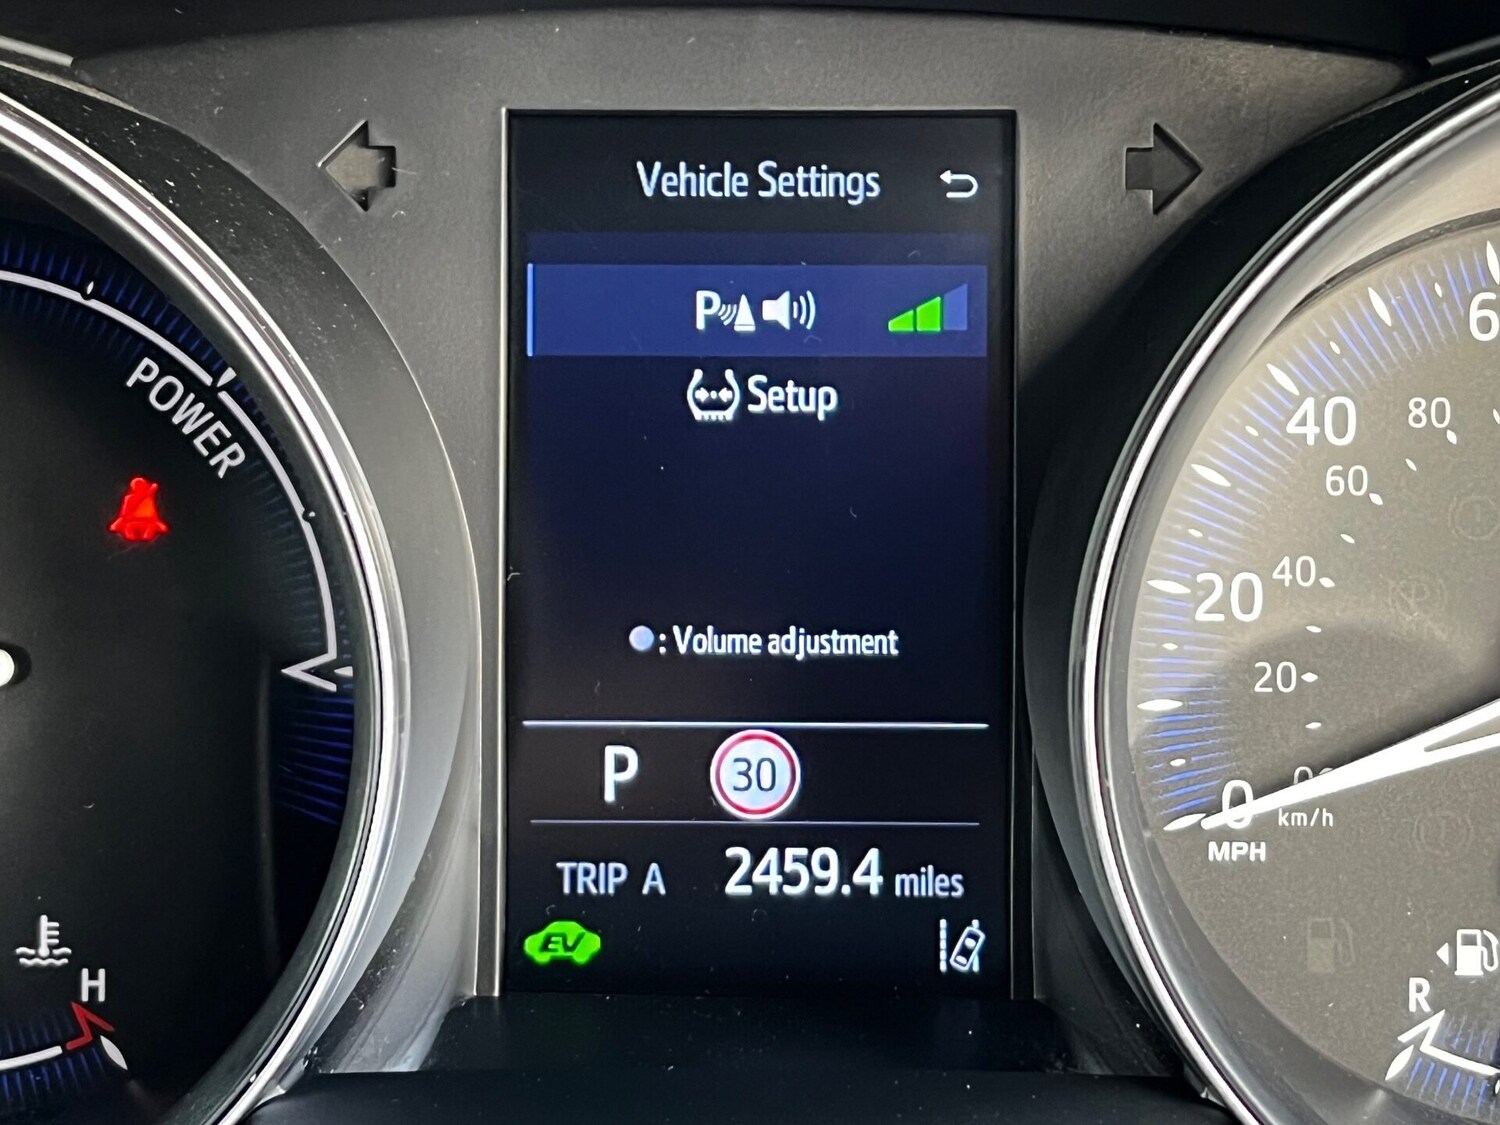 Vehicle Settings
P
Setup
: Volume adjustment
P
30
TRIP A 2459.4 miles
EV
POWER
H
6
40
80
60
20
40
20
0
km/h
MPH
R